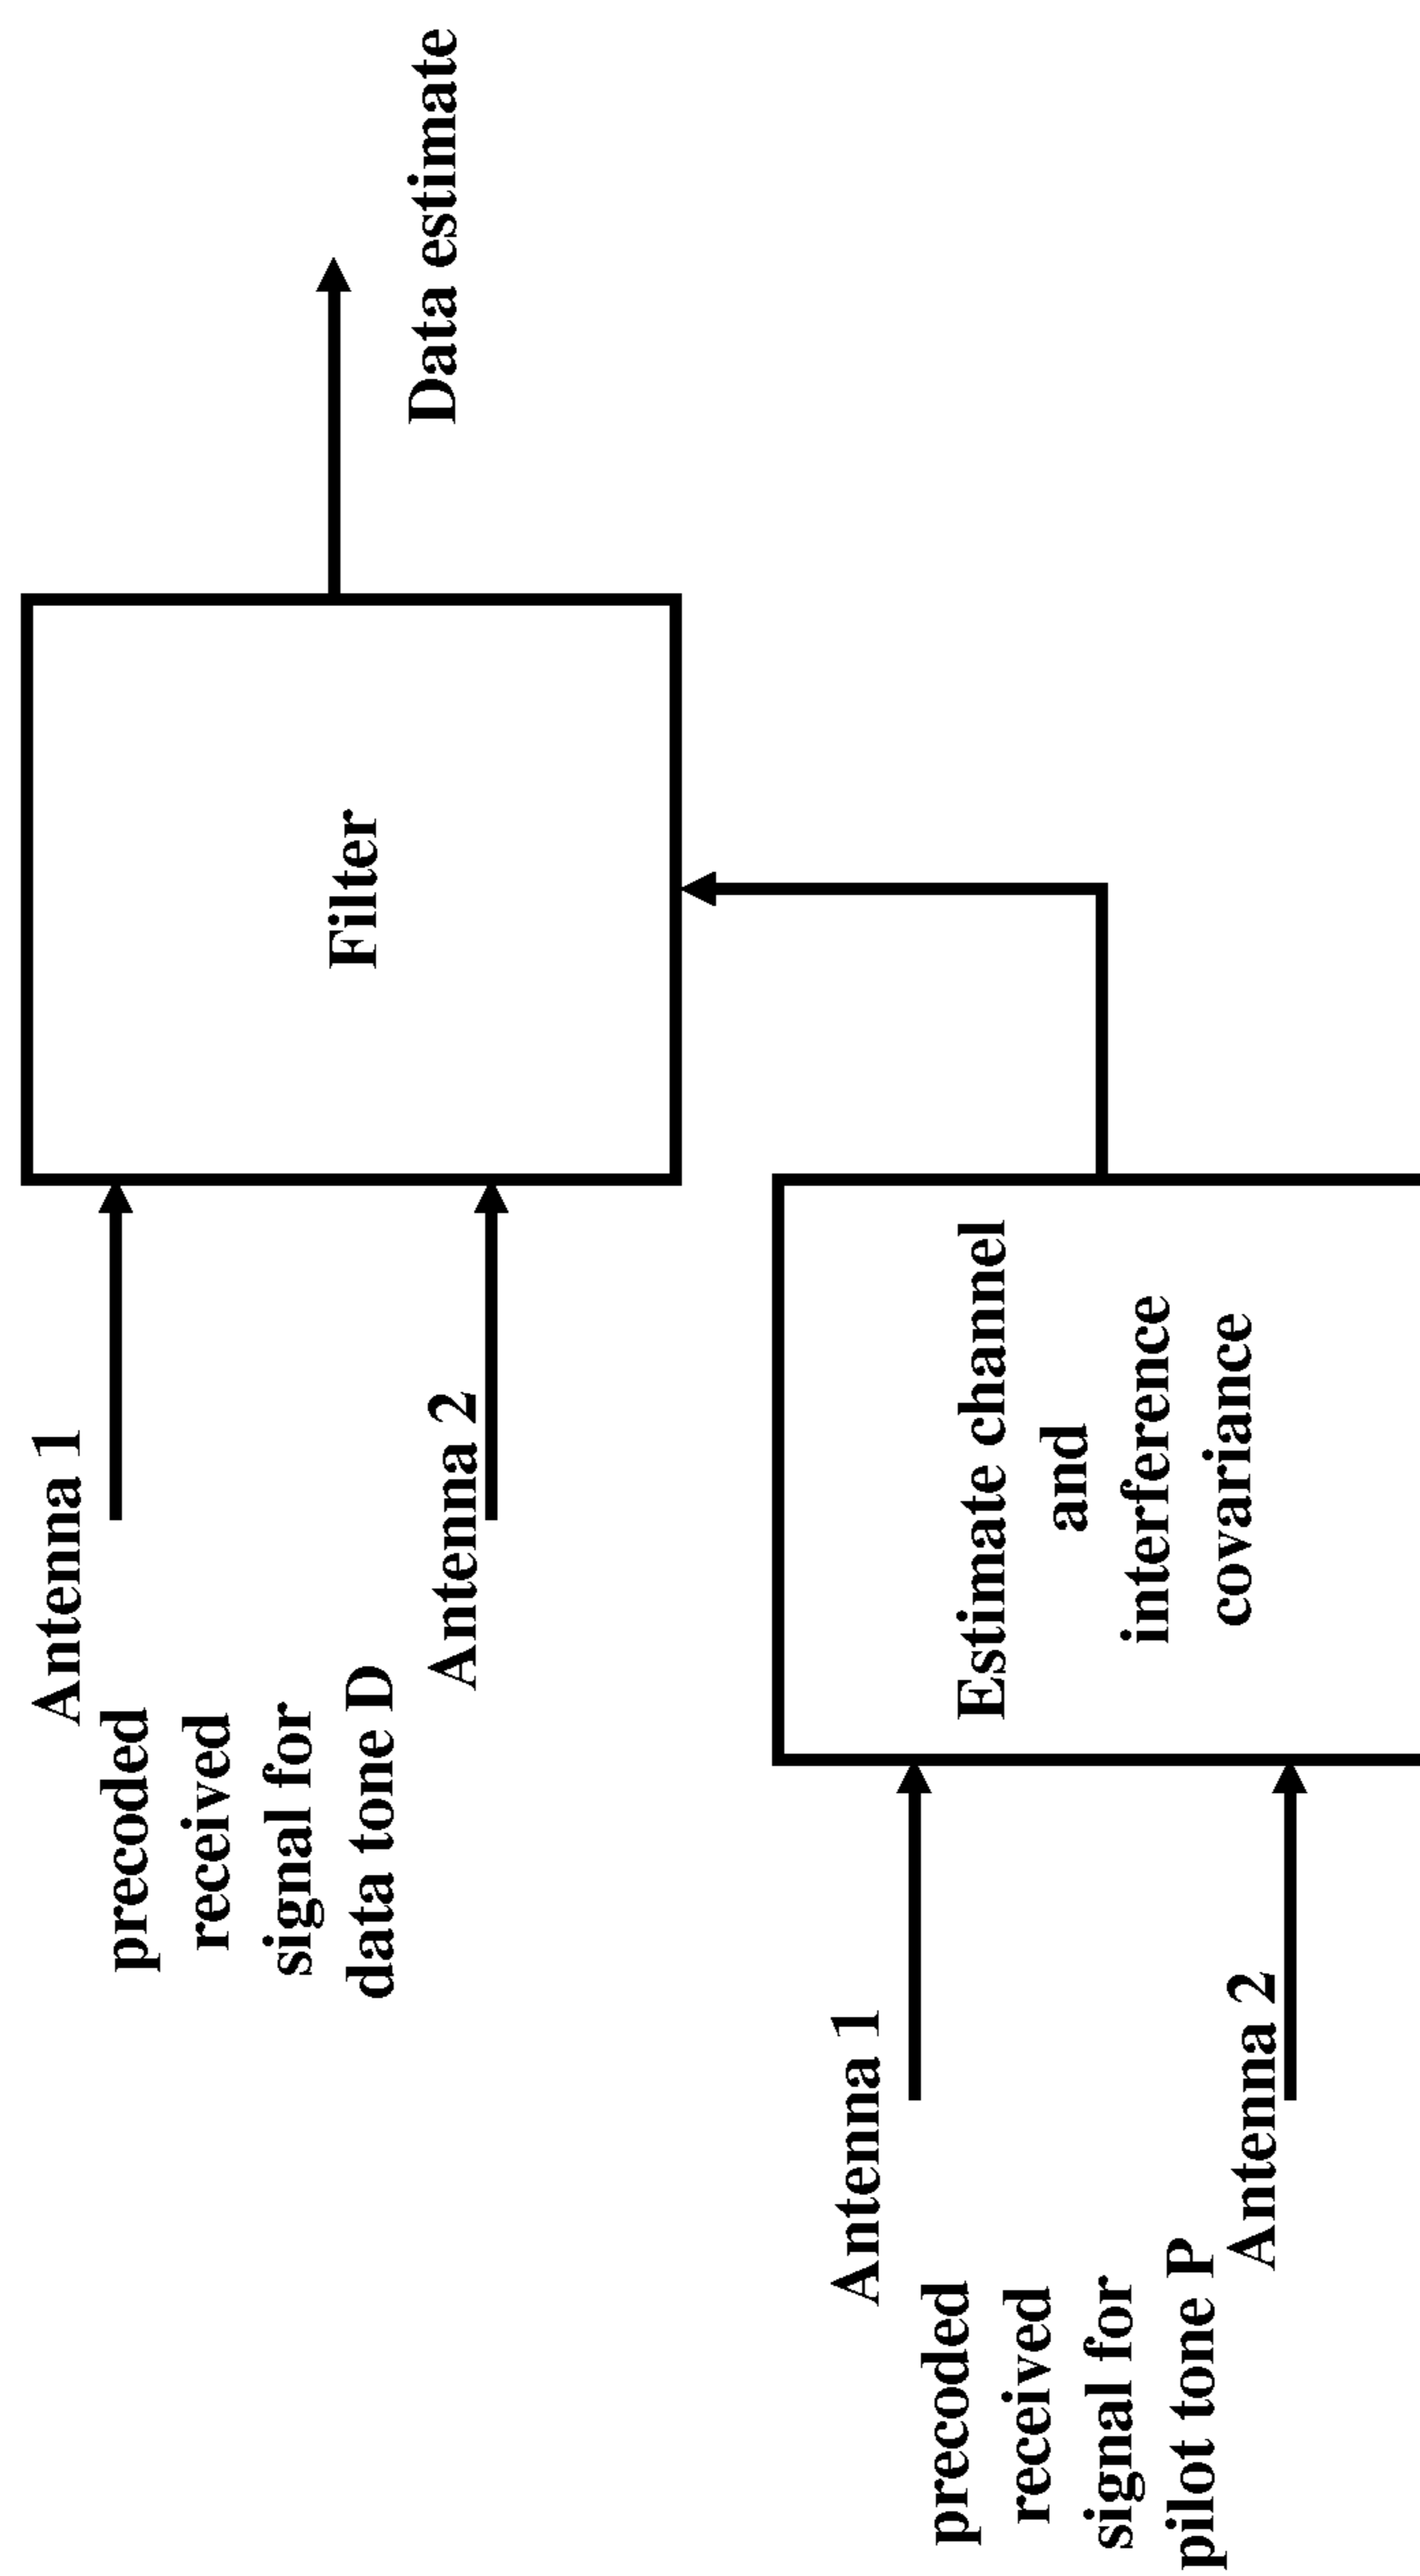 Antenna 1
precoded
received
signal for
data tone D
Antenna 2
Filter
Data estimate
Antenna 1
precoded
received
signal for
pilot tone P
Antenna 2
Estimate channel
and
interference
covariance